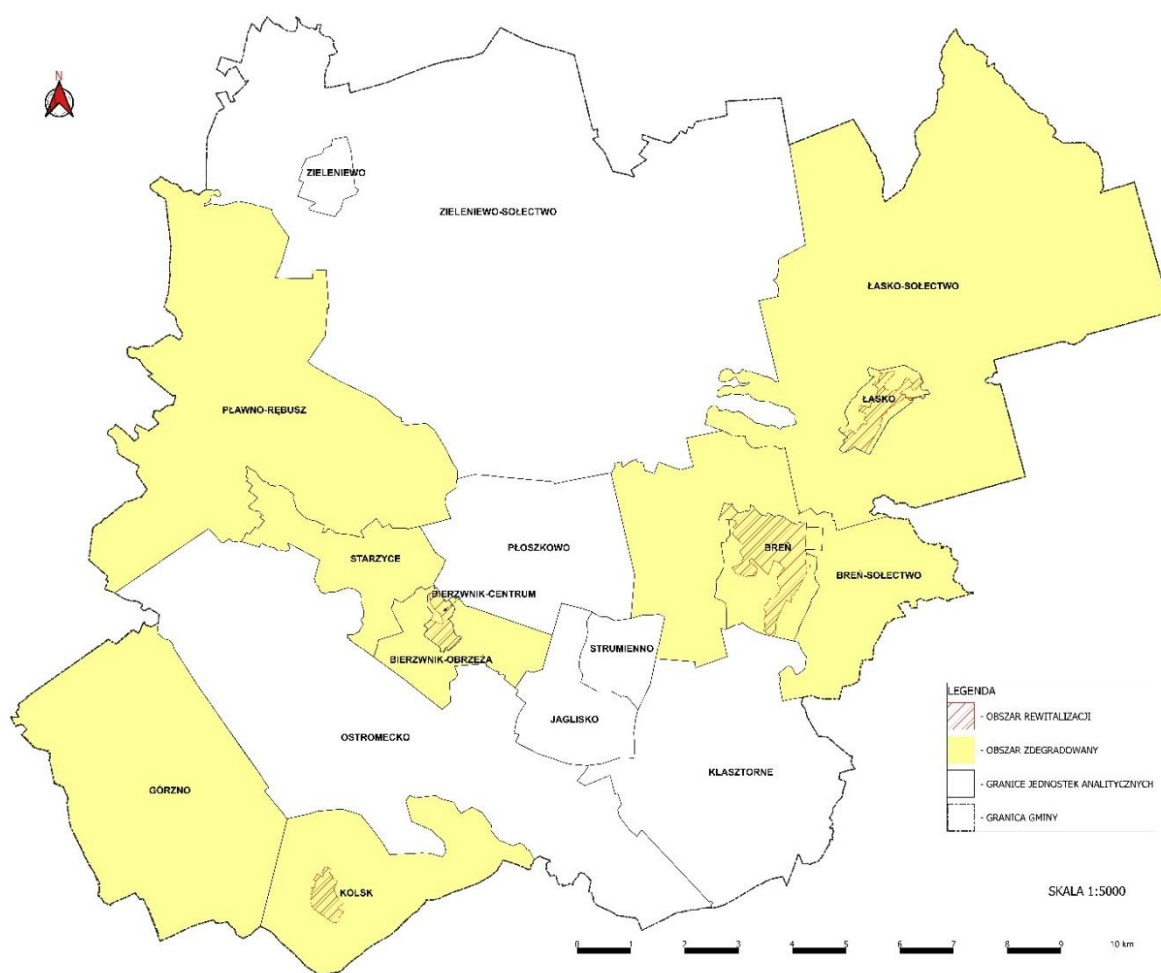 N
ZIELENIEWO
ZIELENIEWO-SOŁECTWO
ŁASKO-SOŁECTWO
ŁASKO
PŁAWNO-RĘBUSZ
PŁOSZKOWO
BREŃ
STARZYCE
BREŃ-SOŁECTWO
BIERZWNIK-CENTRUM
STRUMIENNO
BIERZWNIK-OBRZEŻA
JAGLISKO
OSTROMECKO
KLASZTORNE
GÓRZNO
KOLSK
LEGENDA
- OBSZAR REWITALIZACJI
- OBSZAR ZDEGRADOWANY
- GRANICE JEDNOSTEK ANALITYCZNYCH
- GRANICA GMINY
SKALA 1:5000
0 1 2 3 4 5 6 7 8 9 10 km